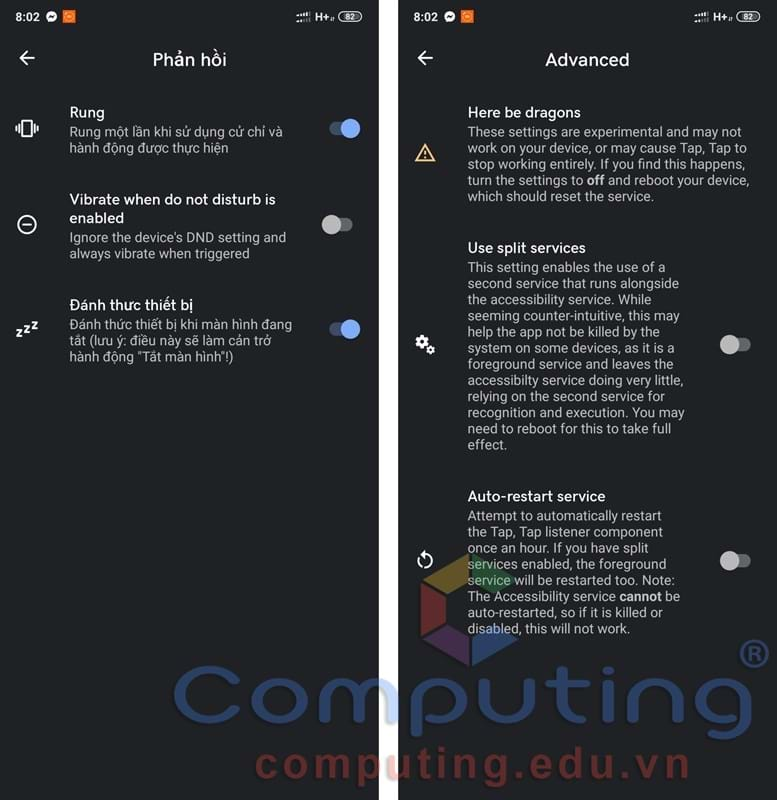 8:02
H+
82
Phản hồi
Rung
Rung một lần khi sử dụng cử chỉ và
hành động được thực hiện
Vibrate when do not disturb is
enabled
Ignore the device's DND setting and
always vibrate when triggered
zzz
Đánh thức thiết bị
Đánh thức thiết bị khi màn hình đang
tắt (lưu ý: điều này sẽ làm cản trở
hành động "Tắt màn hình"!)
8:02
H+
82
Advanced
Here be dragons
These settings are experimental and may not
work on your device, or may cause Tap, Tap to
stop working entirely. If you find this happens,
turn the settings to off and reboot your device,
which should reset the service.
Use split services
This setting enables the use of a
second service that runs alongside
the accessibility service. While
seeming counter-intuitive, this may
help the app not be killed by the
system on some devices, as it is a
foreground service and leaves the
accessibilty service doing very little,
relying on the second service for
recognition and execution. You may
need to reboot for this to take full
effect.
Auto-restart service
Attempt to automatically restart
the Tap, Tap listener component
once an hour. If you have split
services enabled, the foreground
service will be restarted too. Note:
The Accessibility service cannot be
auto-restarted, so if it is killed or
disabled, this will not work.
Computing®
computing.edu.vn